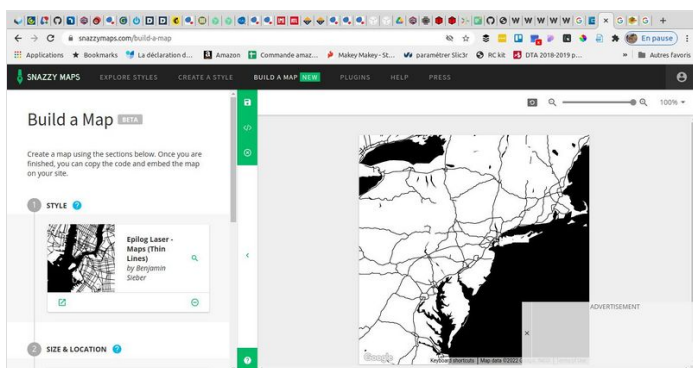 snazzymaps.com/build-a-map
En pause
Applications Bookmarks La déclaration d... Amazon Commande amaz... Makey Makey - St... paramétrer Slic3r RC kit DTA 2018-2019 p... » Autres favoris
SNAZZY MAPS EXPLORE STYLES CREATE A STYLE BUILD A MAP NEW PLUGINS HELP PRESS
100%
Build a Map BETA
Create a map using the sections below. Once you are
finished, you can copy the code and embed the map
on your site.
1 STYLE ?
Epilog Laser -
Maps (Thin
Lines)
by Benjamin
Sieber
ADVERTISEMENT
2 SIZE & LOCATION ?
Google
Keyboard shortcuts Map data ©2022